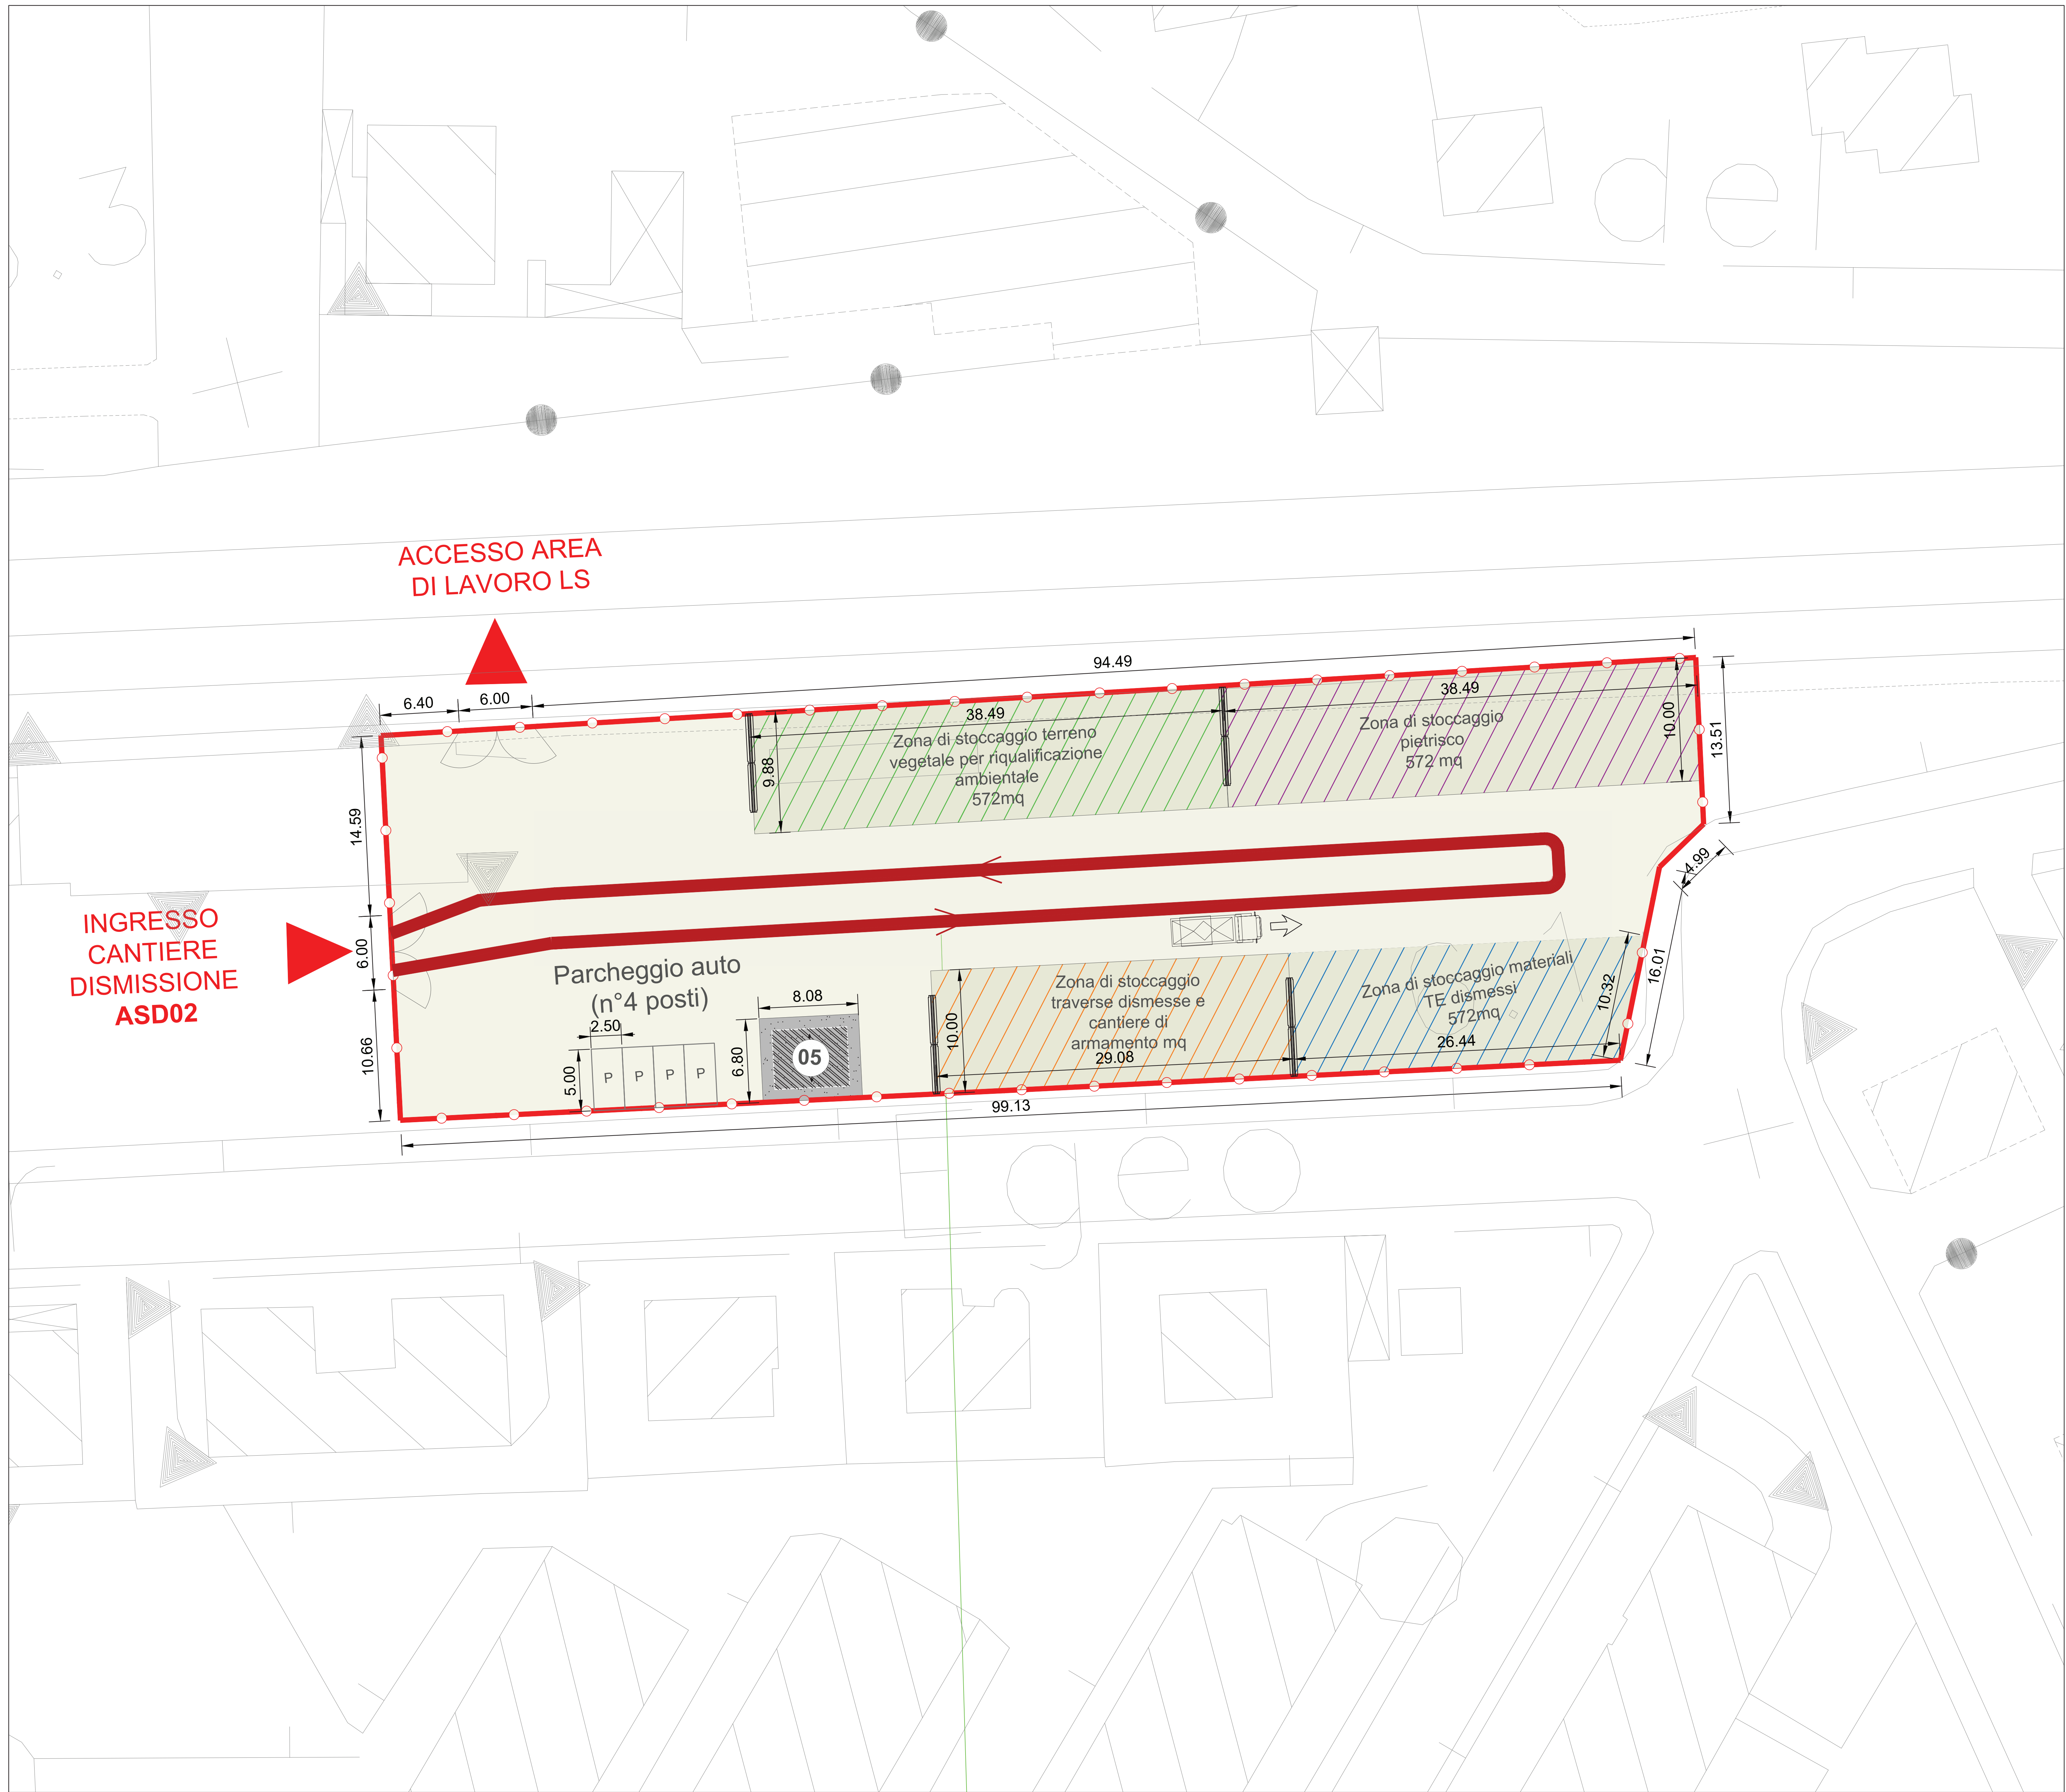 3
de
ACCESSO AREA
DI LAVORO LS
94.49
6.40
6.00
38.49
38.49
Zona di stoccaggio terreno
vegetale per riqualificazione
ambientale
572mq
9.88
Zona di stoccaggio
pietrisco
572 mq
10.00
13.51
14.59
6.00
10.66
4.99
16.01
INGRESSO
CANTIERE
DISMISSIONE
ASD02
Parcheggio auto
(n°4 posti)
2.50
5.00
P
P
P
P
8.08
6.80
05
Zona di stoccaggio
traverse dismesse e
cantiere di
armamento mq
10.00
29.08
Zona di stoccaggio materiali
TE dismessi
572mq
10.32
26.44
99.13